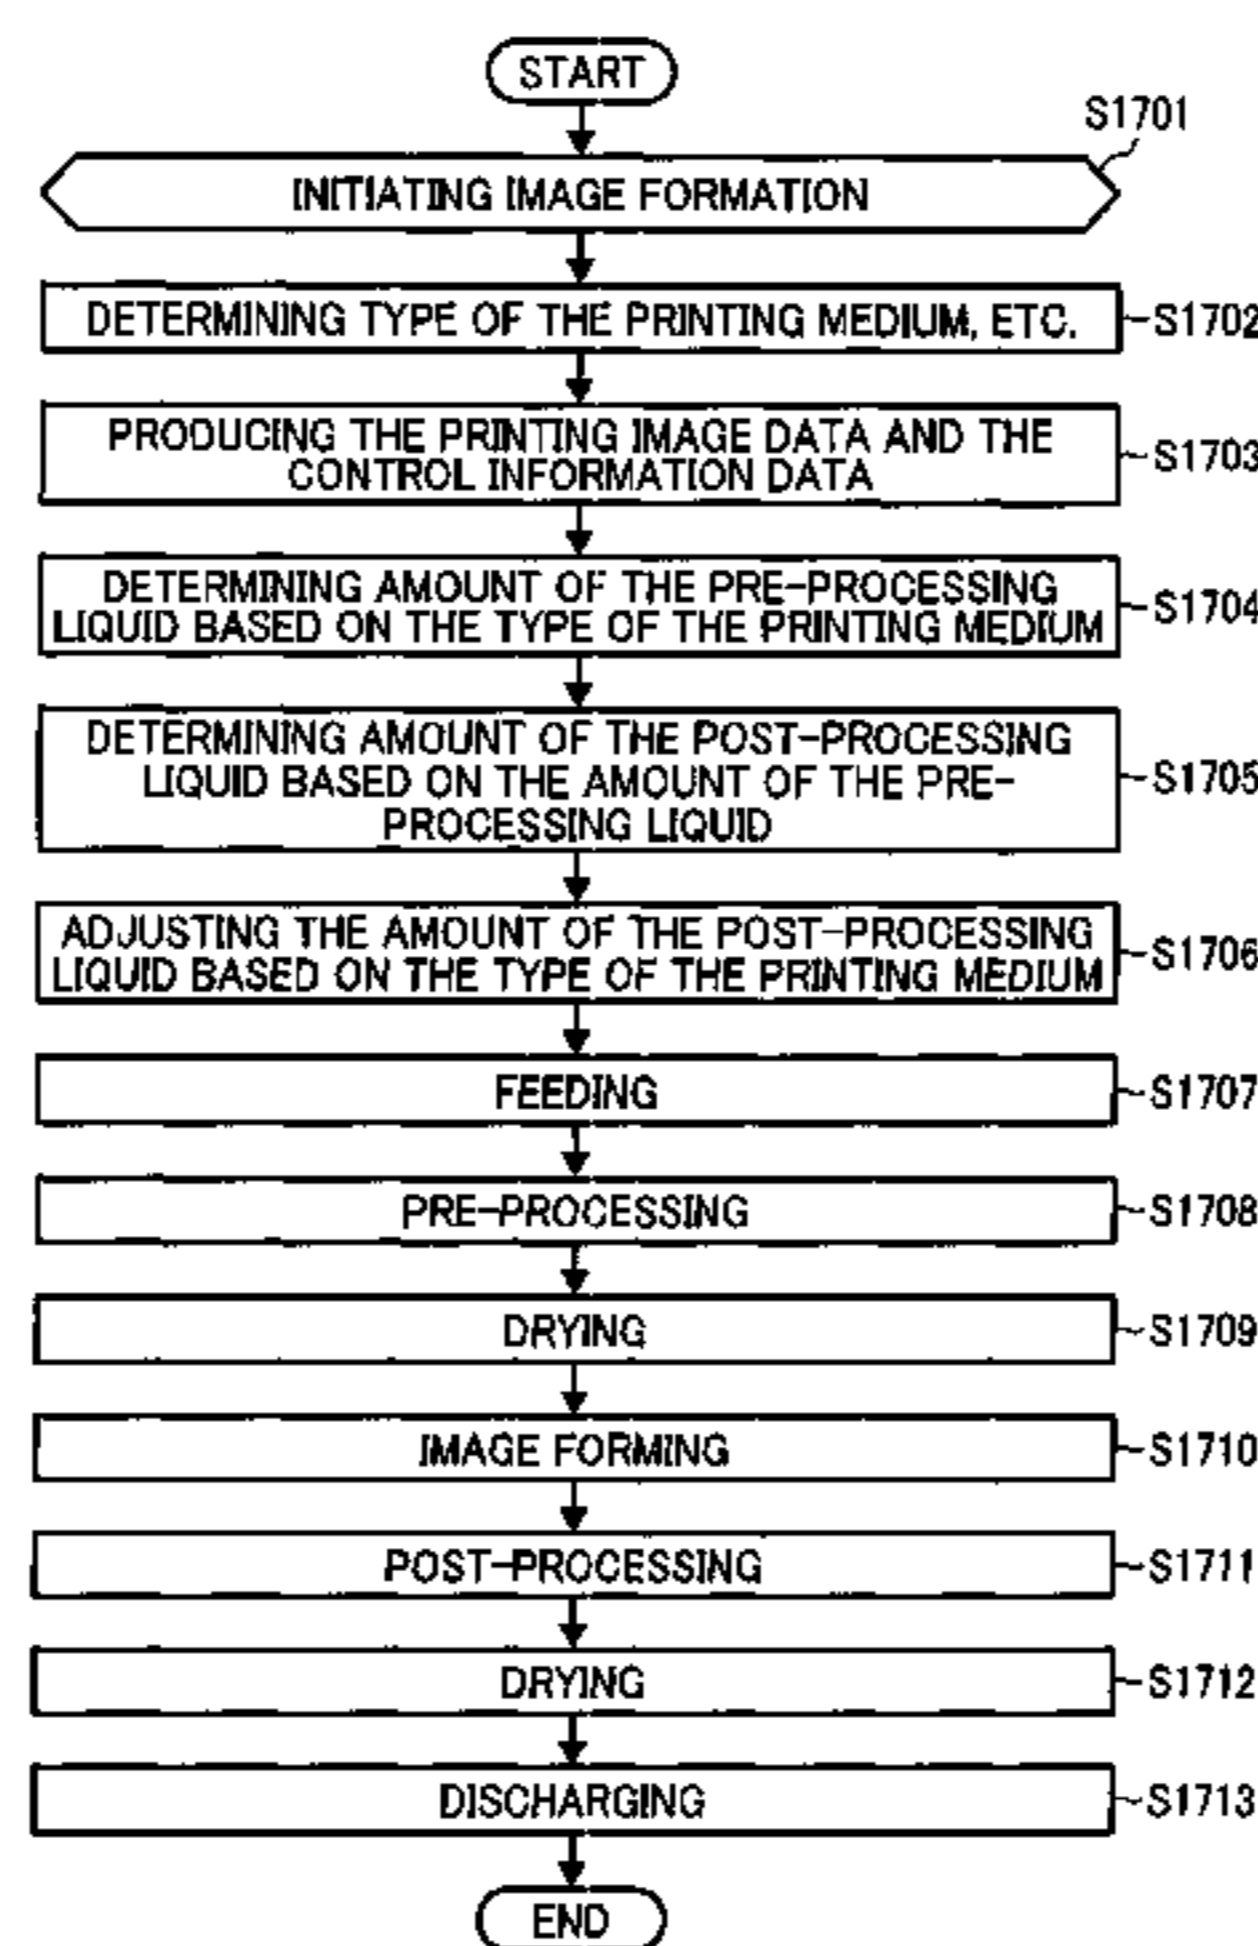 START
S1701
INITIATING IMAGE FORMATION
DETERMINING TYPE OF THE PRINTING MEDIUM, ETC.
S1702
PRODUCING THE PRINTING IMAGE DATA AND THE
CONTROL INFORMATION DATA
S1703
DETERMINING AMOUNT OF THE PRE-PROCESSING
LIQUID BASED ON THE TYPE OF THE PRINTING MEDIUM
S1704
DETERMINING AMOUNT OF THE POST-PROCESSING
LIQUID BASED ON THE AMOUNT OF THE PRE-
PROCESSING LIQUID
S1705
ADJUSTING THE AMOUNT OF THE POST-PROCESSING
LIQUID BASED ON THE TYPE OF THE PRINTING MEDIUM
S1706
FEEDING
S1707
PRE-PROCESSING
S1708
DRYING
S1709
IMAGE FORMING
S1710
POST-PROCESSING
S1711
DRYING
S1712
DISCHARGING
S1713
END